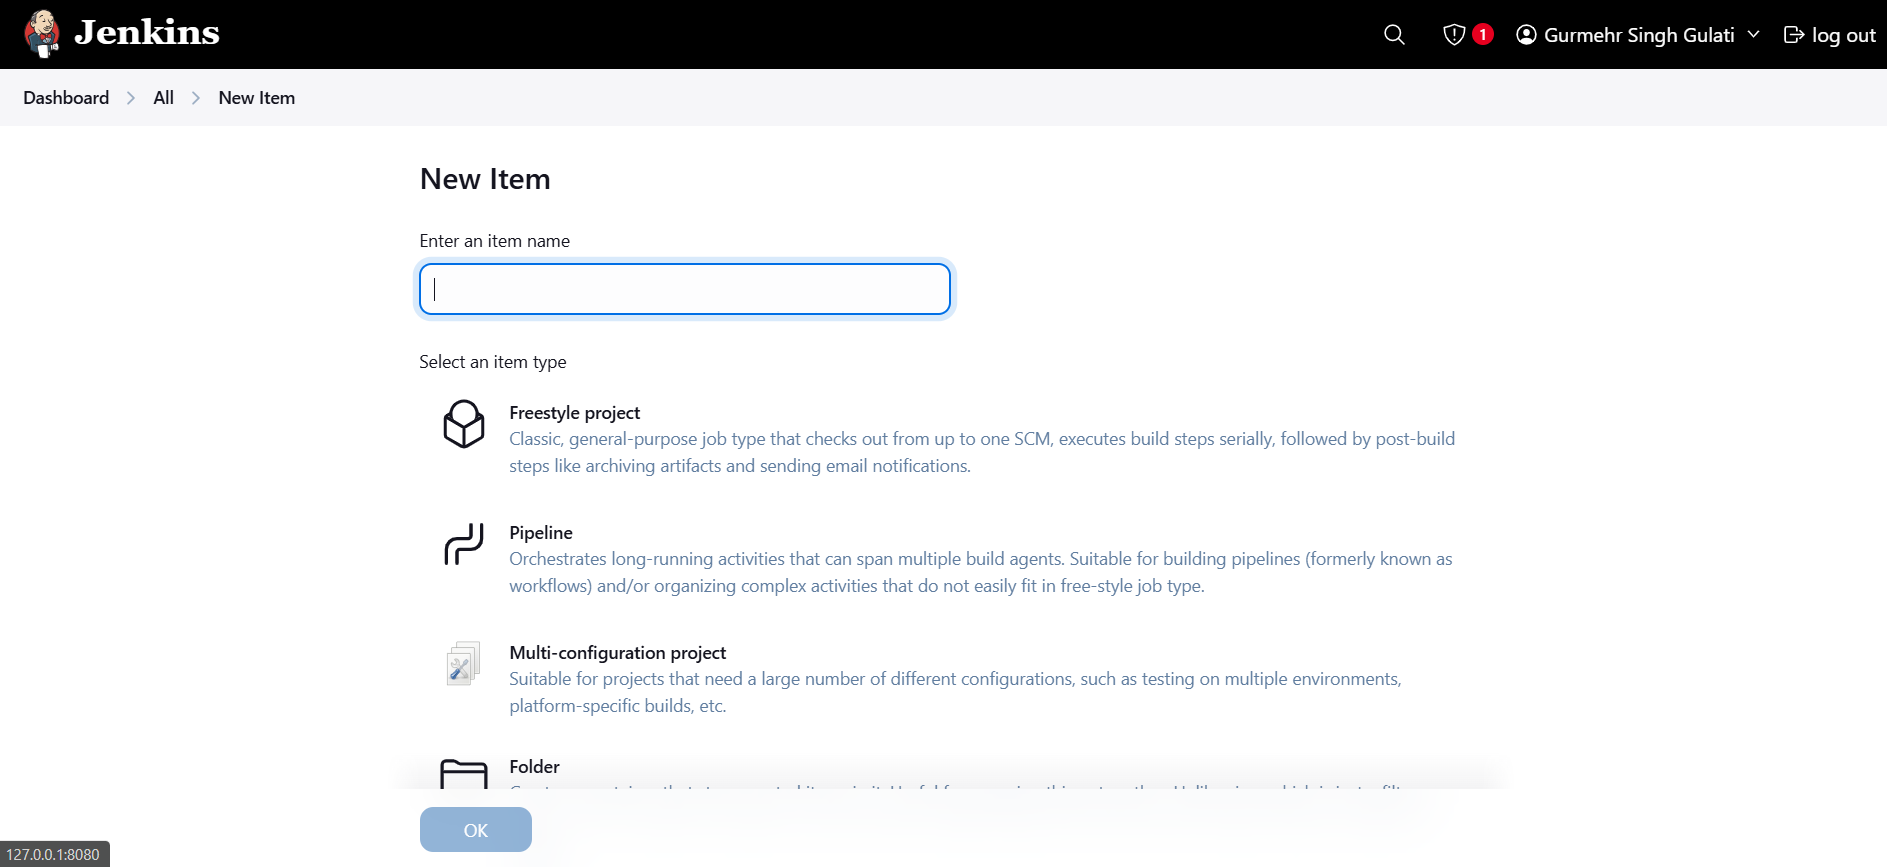 Jenkins
1
Gurmehr Singh Gulati
log out
Dashboard
All
New Item
New Item
Enter an item name
Select an item type
Freestyle project
Classic, general-purpose job type that checks out from up to one SCM, executes build steps serially, followed by post-build
steps like archiving artifacts and sending email notifications.
Pipeline
Orchestrates long-running activities that can span multiple build agents. Suitable for building pipelines (formerly known as
workflows) and/or organizing complex activities that do not easily fit in free-style job type.
Multi-configuration project
Suitable for projects that need a large number of different configurations, such as testing on multiple environments,
platform-specific builds, etc.
Folder
OK
127.0.0.1:8080